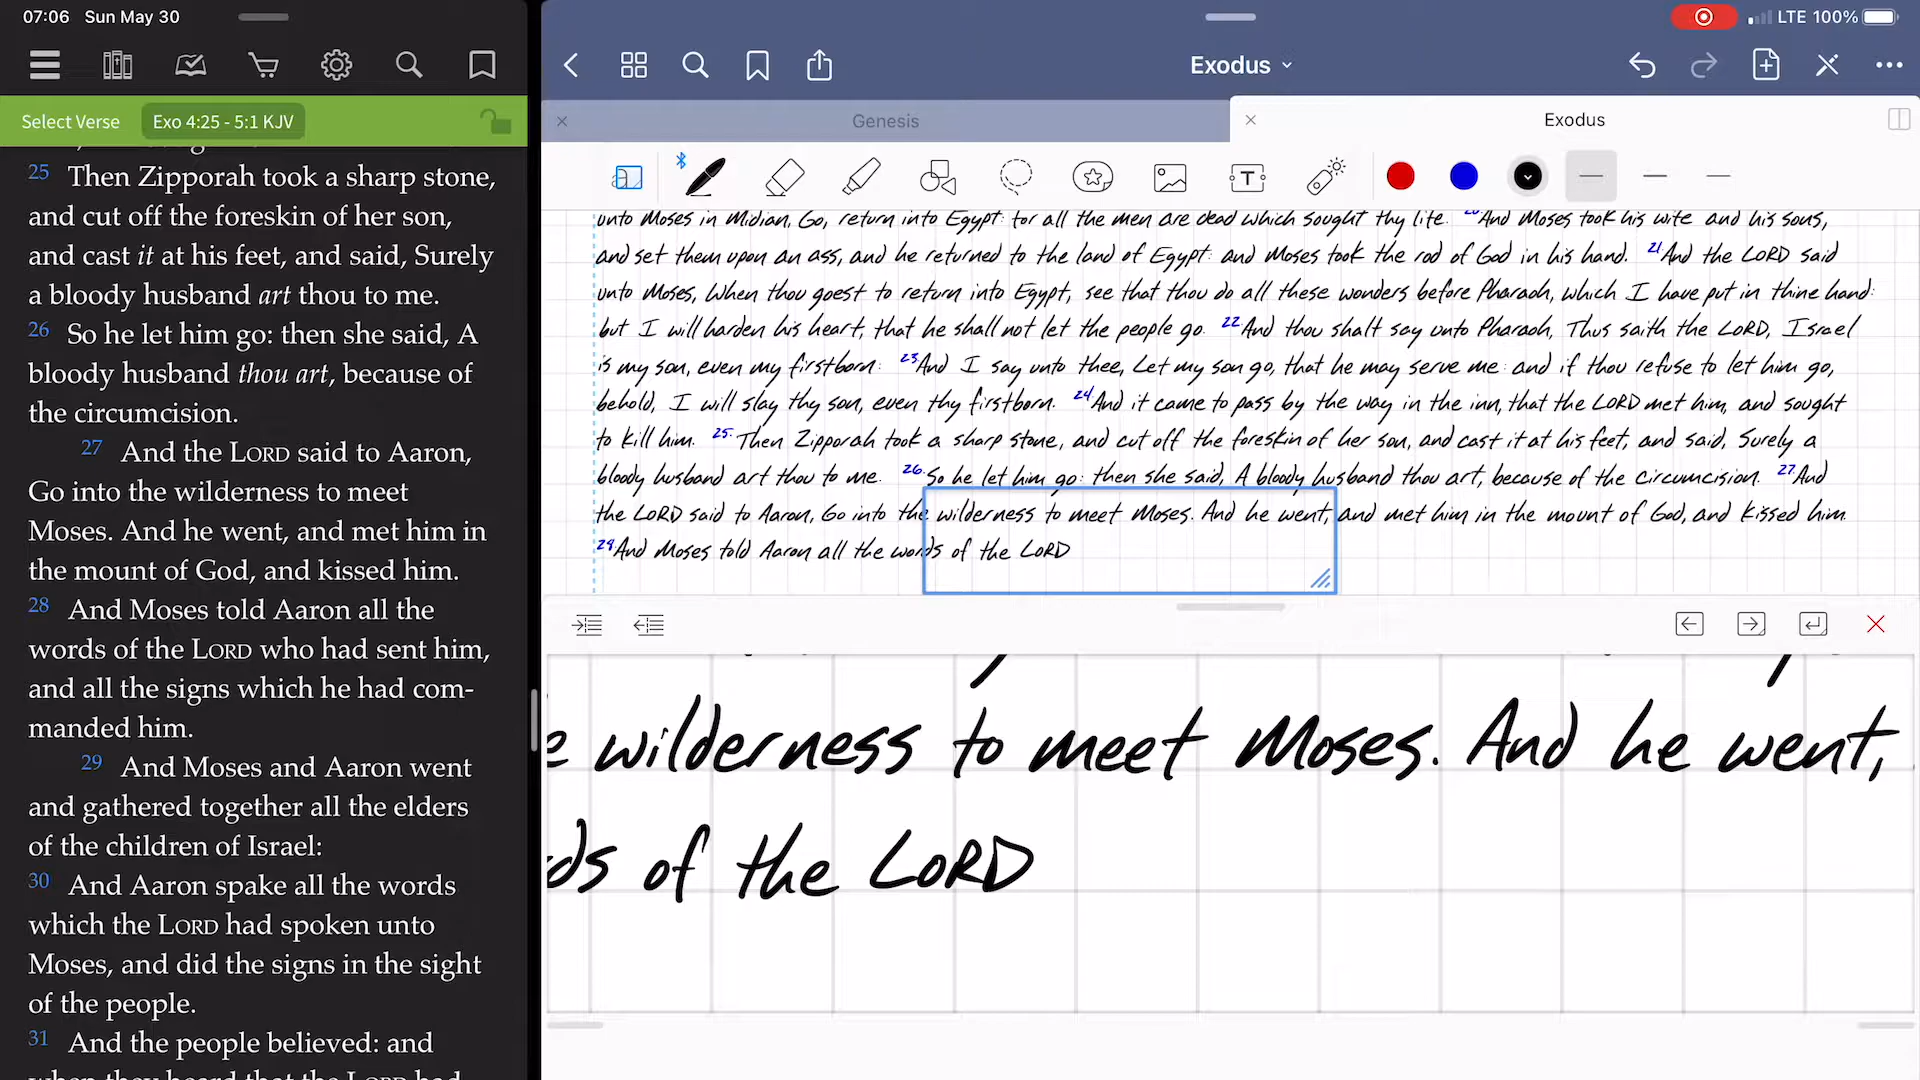 07:06 Sun May 30
Select Verse Exo 4:25 - 5:1 KJV
25 Then Zipporah took a sharp stone,
and cut off the foreskin of her son,
and cast it at his feet, and said, Surely
a bloody husband art thou to me.
26 So he let him go: then she said, A
bloody husband thou art, because of
the circumcision.
27 And the LORD said to Aaron,
Go into the wilderness to meet
Moses. And he went, and met him in
the mount of God, and kissed him.
28 And Moses told Aaron all the
words of the LORD who had sent him,
and all the signs which he had com-
manded him.
29 And Moses and Aaron went
and gathered together all the elders
of the children of Israel:
30 And Aaron spake all the words
which the LORD had spoken unto
Moses, and did the signs in the sight
of the people.
31 And the people believed: and
when they heard that the LORD had
LTE 100%
Exodus
Genesis
Exodus
unto Moses in Midian, Go, return into Egypt: for all the men are dead which sought thy life. 20. And Moses took his wife and his sons,
and set them upon an ass, and he returned to the land of Egypt: and Moses took the rod of God in his hand. 21. And the LORD said
unto Moses, When thou goest to return into Egypt, see that thou do all these wonders before Pharaoh, which I have put in thine hand:
but I will harden his heart, that he shall not let the people go. 22. And thou shalt say unto Pharaoh, Thus saith the LORD, Israel
is my son, even my firstborn: 23. And I say unto thee, Let my son go, that he may serve me: and if thou refuse to let him go,
behold, I will slay thy son, even thy firstborn. 24. And it came to pass by the way in the inn, that the LORD met him, and sought
to kill him. 25. Then Zipporah took a sharp stone, and cut off the foreskin of her son, and cast it at his feet, and said, Surely a
bloody husband art thou to me. 26. So he let him go: then she said, A bloody husband thou art, because of the circumcision. 27. And
the LORD said to Aaron, Go into the wilderness to meet Moses. And he went, and met him in the mount of God, and kissed him.
And Moses told Aaron all the words of the LORD
e wilderness to meet Moses. And he went,
ds of the LORD